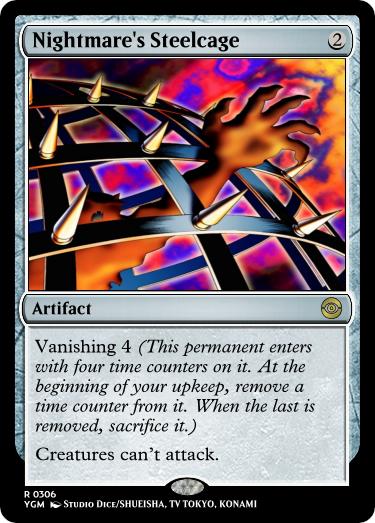 Nightmare's Steelcage 2
Artifact
Vanishing 4 (This permanent enters
with four time counters on it. At the
beginning of your upkeep, remove a
time counter from it. When the last is
removed, sacrifice it.)
Creatures can't attack.
R 0306
YGM Studio Dice/SHUEISHA, TV TOKYO, KONAMI